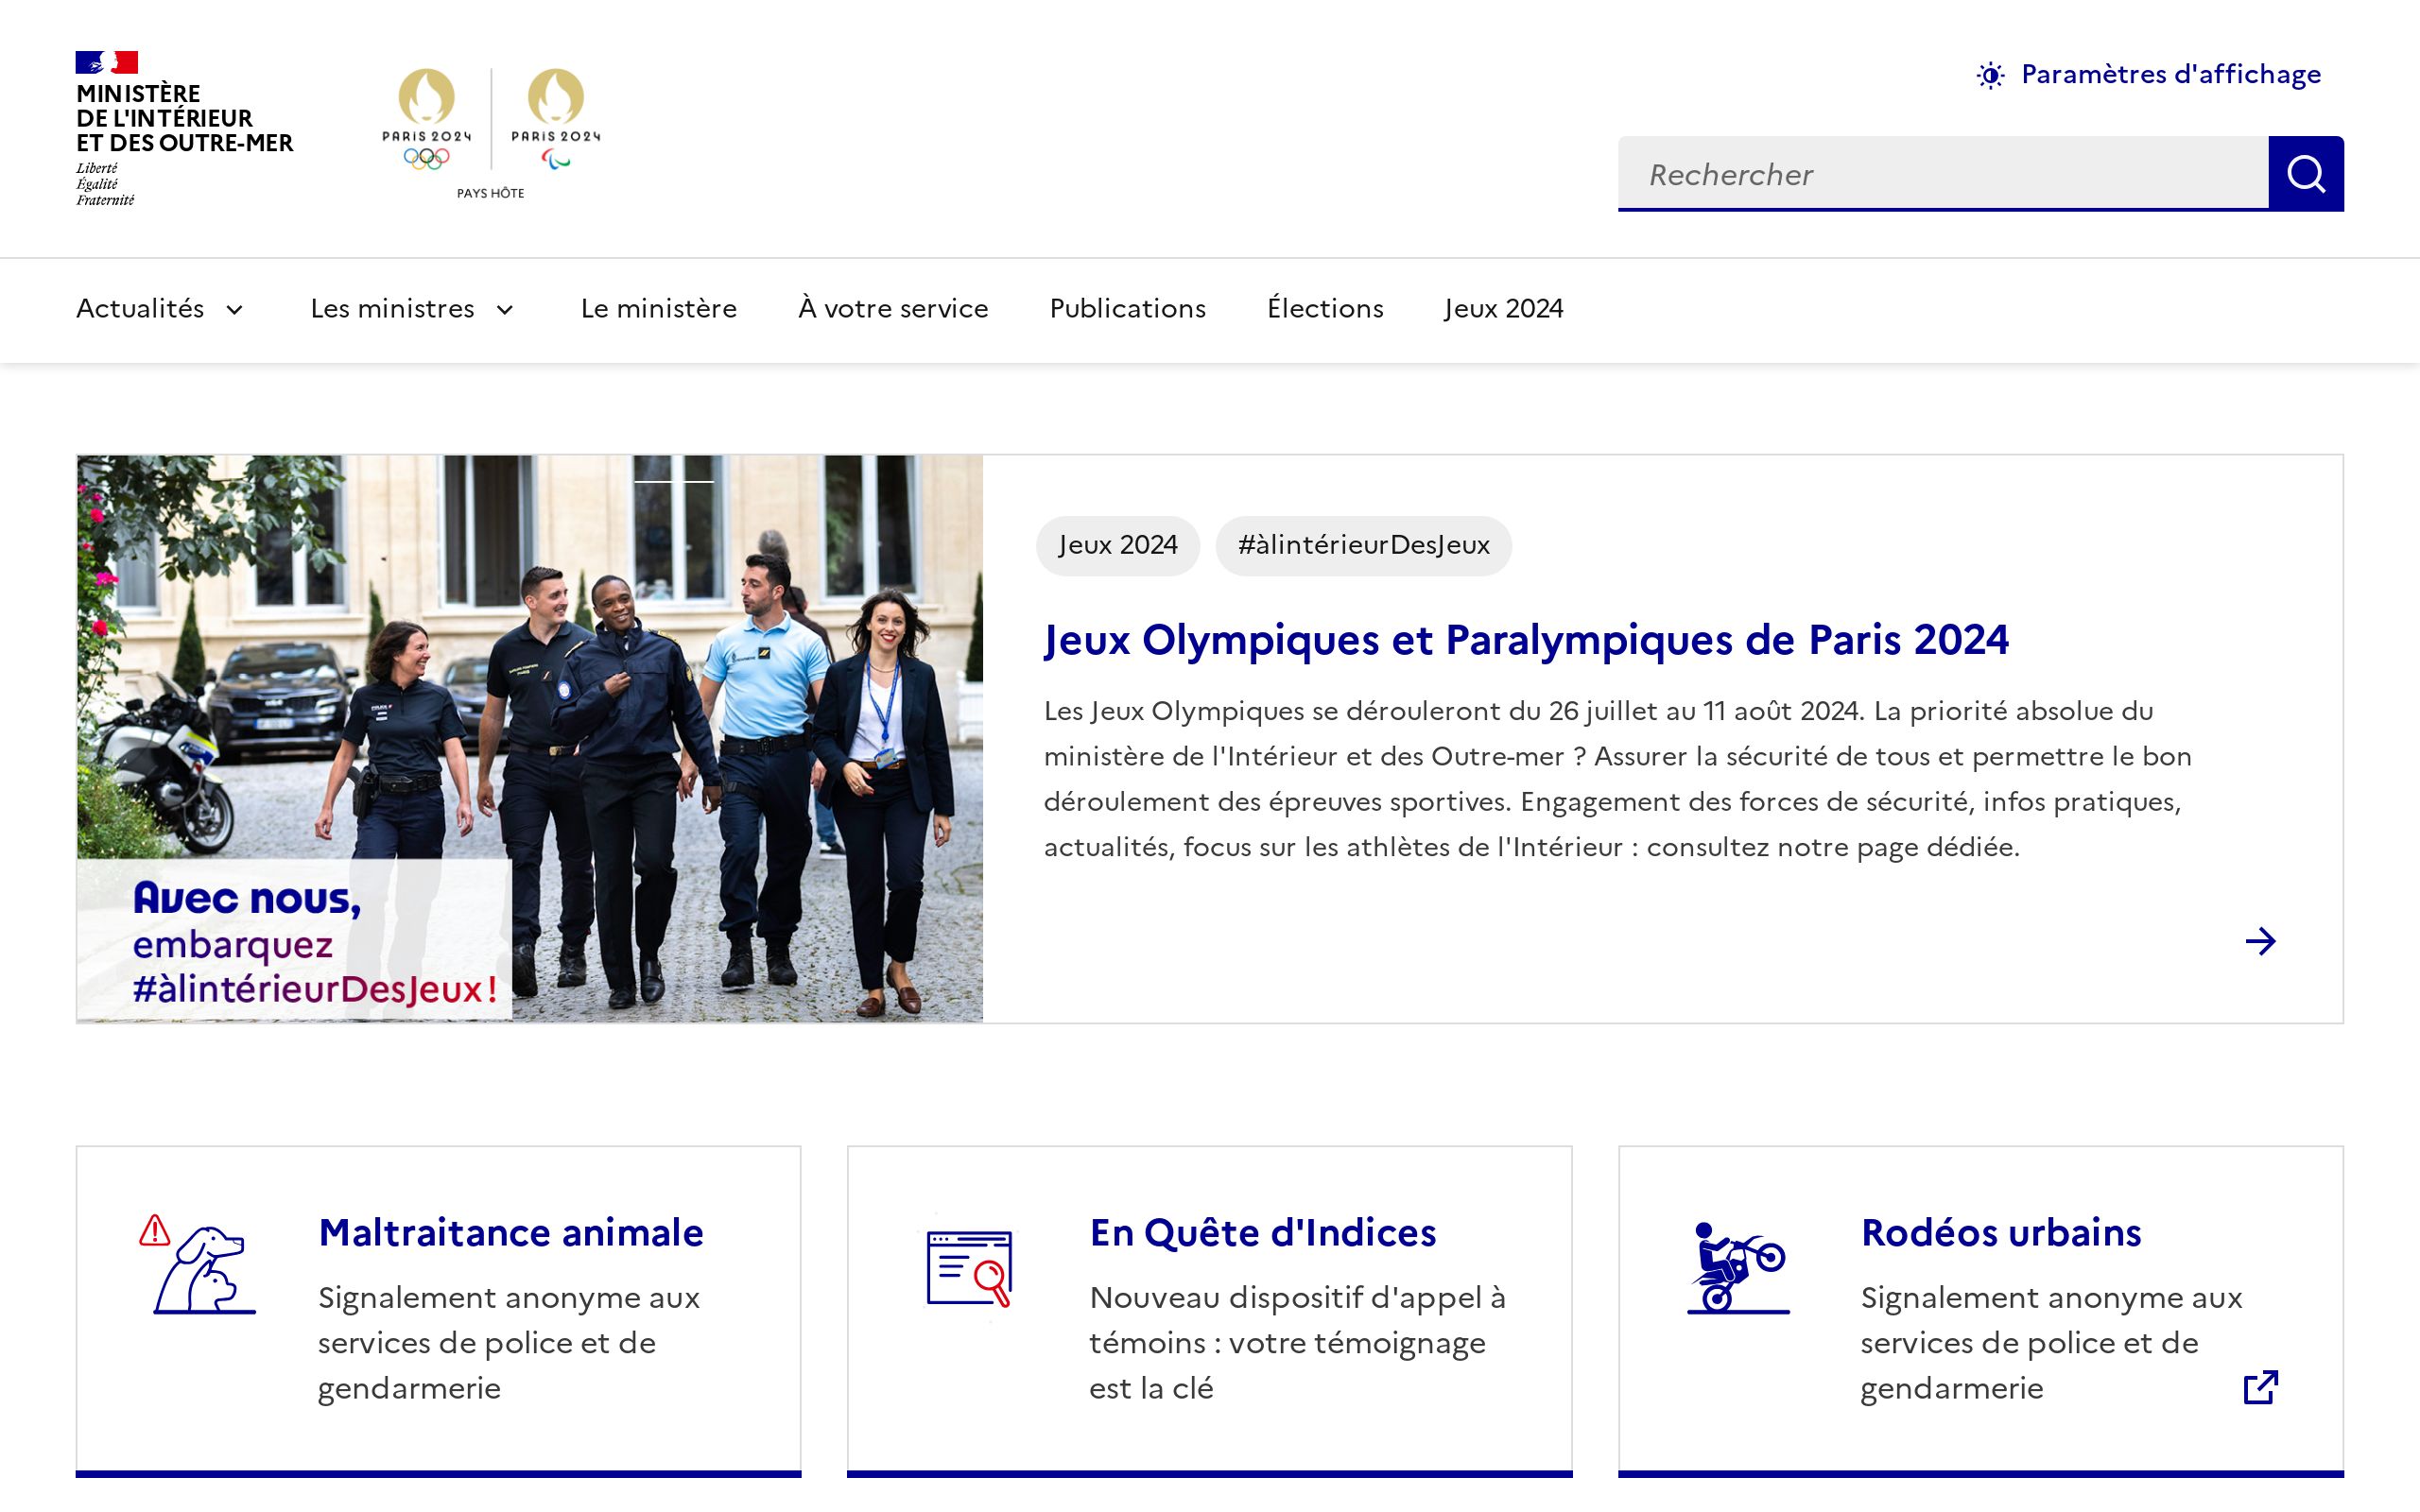 MINISTÈRE
DE L'INTÉRIEUR
ET DES OUTRE-MER
Liberté
Égalité
Fraternité
PARIS 2024
PARIS 2024
PAYS HÔTE
Paramètres d'affichage
Rechercher
Actualités
Les ministres
Le ministère
À votre service
Publications
Élections
Jeux 2024
Avec nous,
embarquez
#àlintérieurDesJeux !
Jeux 2024
#àlintérieurDesJeux
Jeux Olympiques et Paralympiques de Paris 2024
Les Jeux Olympiques se dérouleront du 26 juillet au 11 août 2024. La priorité absolue du
ministère de l'Intérieur et des Outre-mer ? Assurer la sécurité de tous et permettre le bon
déroulement des épreuves sportives. Engagement des forces de sécurité, infos pratiques,
actualités, focus sur les athlètes de l'Intérieur : consultez notre page dédiée.
Maltraitance animale
Signalement anonyme aux
services de police et de
gendarmerie
En Quête d'Indices
Nouveau dispositif d'appel à
témoins : votre témoignage
est la clé
Rodéos urbains
Signalement anonyme aux
services de police et de
gendarmerie